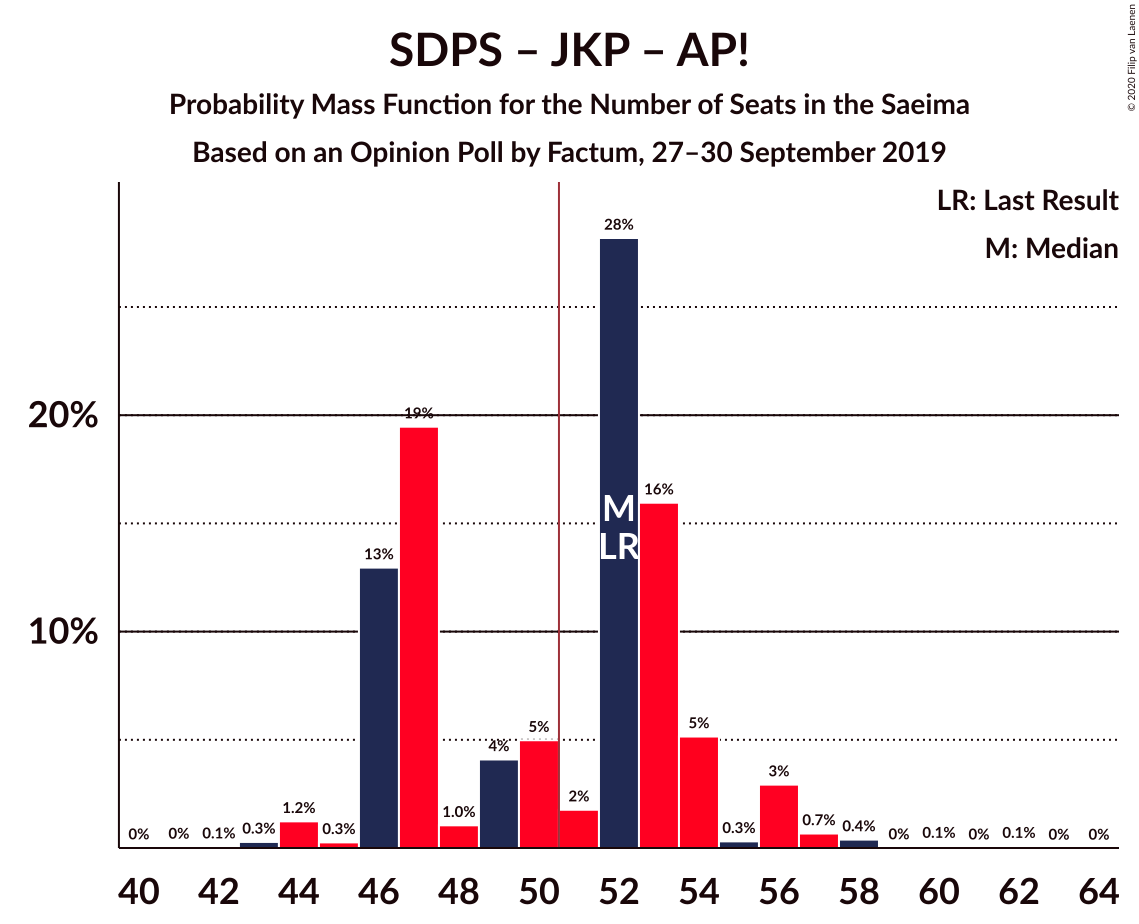 SDPS – JKP – AP!
Probability Mass Function for the Number of Seats in the Saeima
Based on an Opinion Poll by Factum, 27–30 September 2019
© 2020 Filip van Laenen
LR: Last Result
M: Median
20%
10%
0% 0% 0.1% 0.3% 1.2% 0.3% 13% 19% 1.0% 4% 5% 2% 28% 16% 5% 0.3% 3% 0.7% 0.4% 0% 0.1% 0% 0.1% 0% 0%
M
LR
40 42 44 46 48 50 52 54 56 58 60 62 64